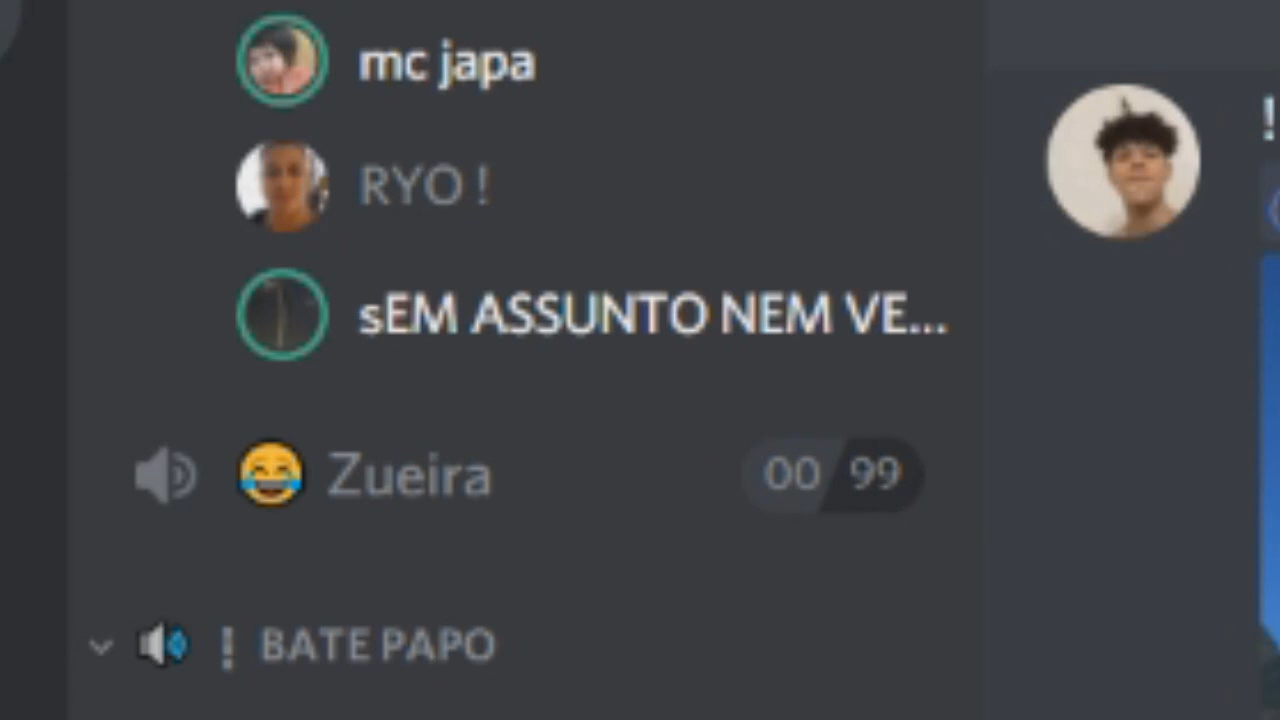 mc japa
RYO !
sEM ASSUNTO NEM VE...
Zueira 00 99
BATE PAPO
!